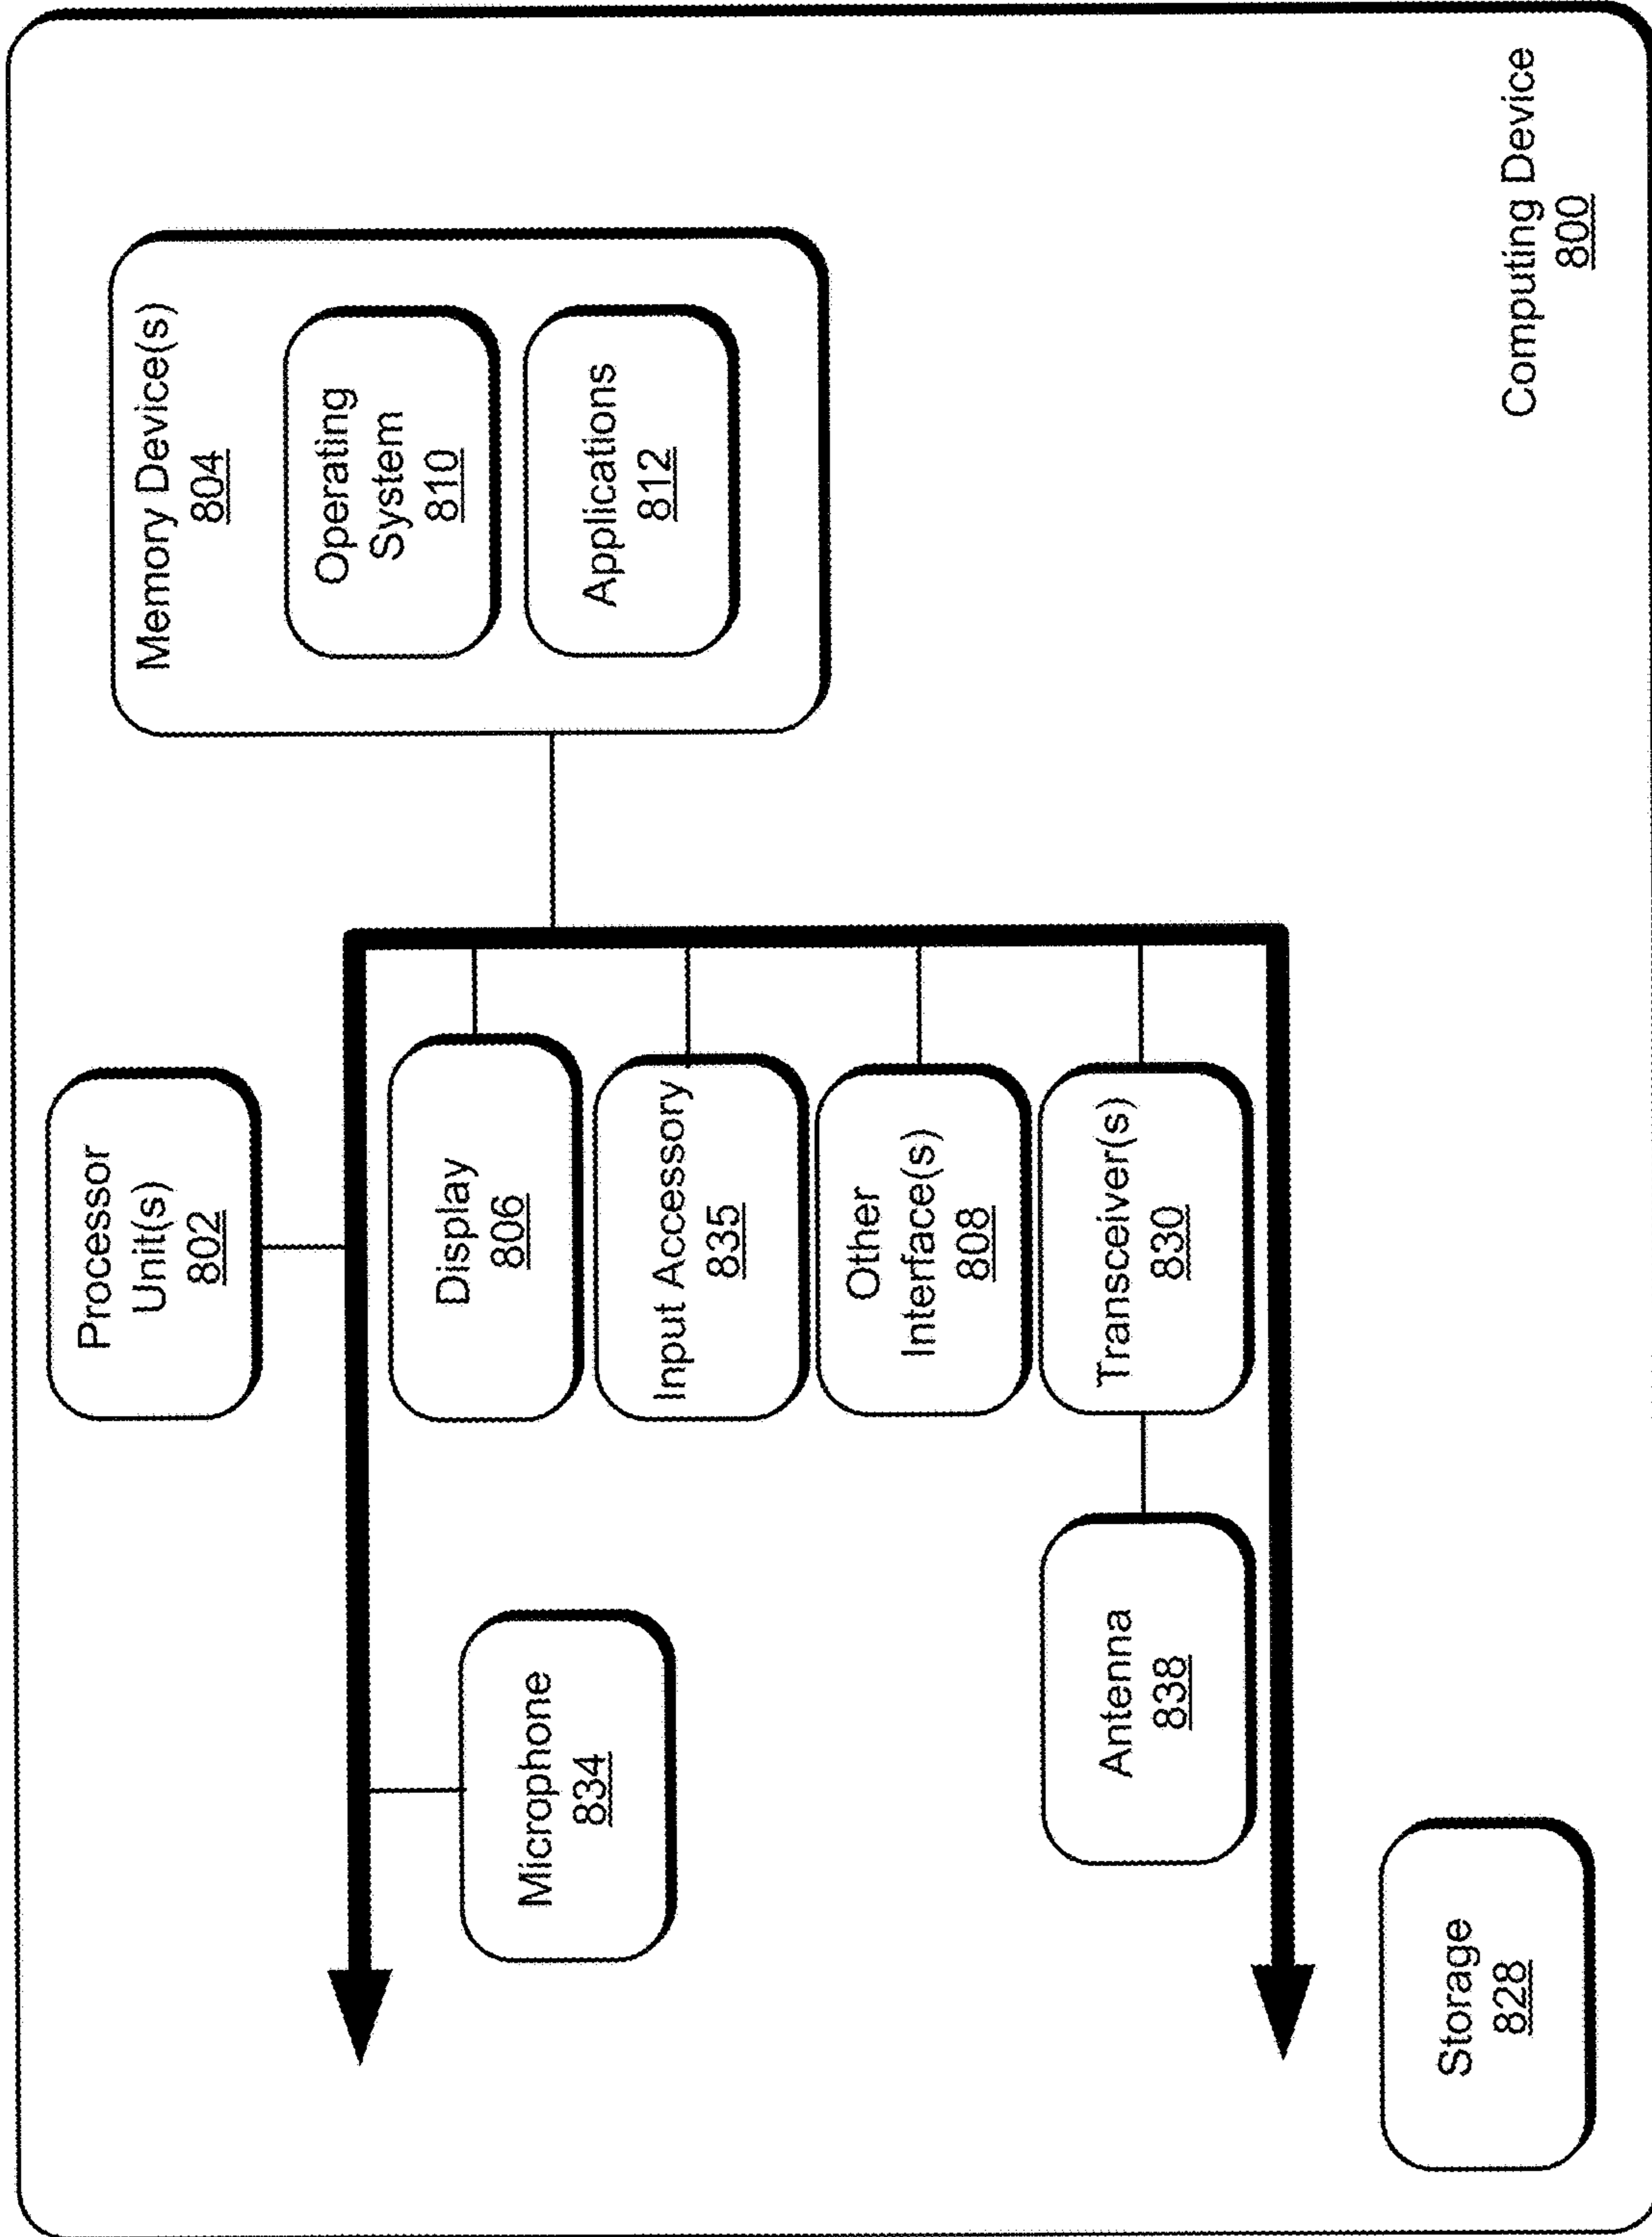 Processor
Unit(s)
802
Memory Device(s)
804
Operating
System
810
Applications
812
Display
806
Microphone
834
Input Accessory
835
Other
Interface(s)
808
Transceiver(s)
830
Antenna
838
Storage
828
Computing Device
800